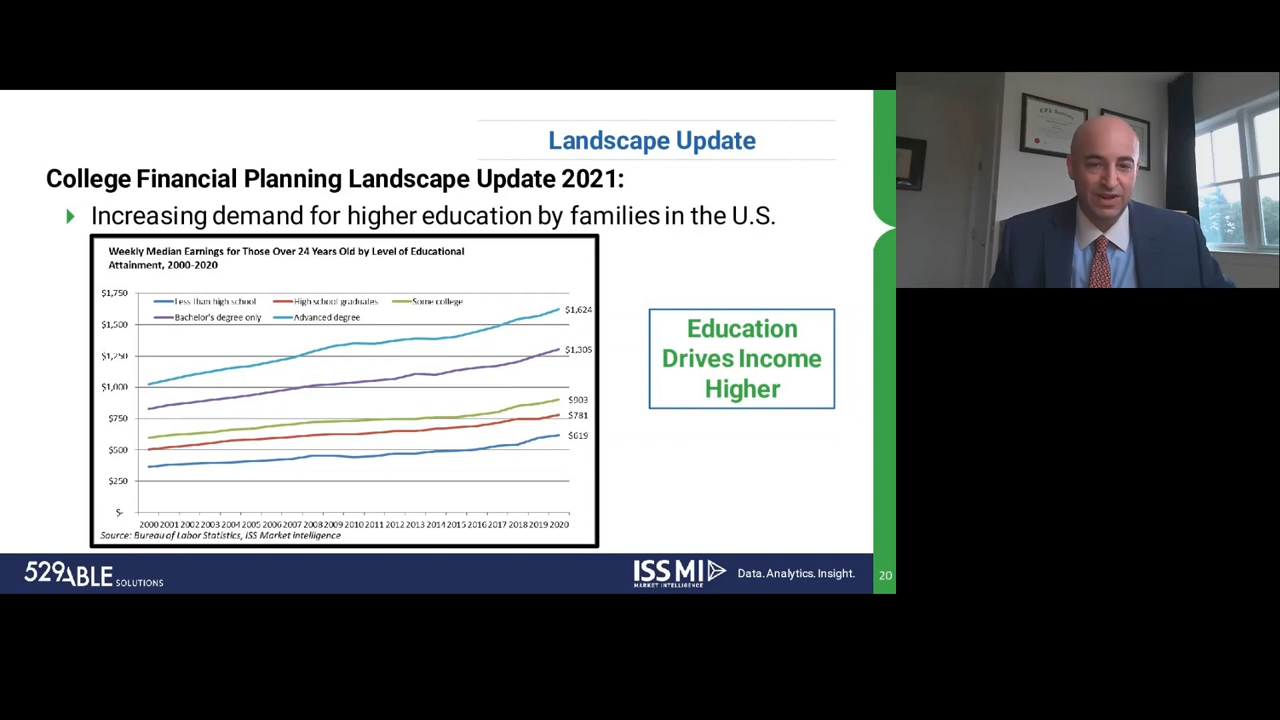 Landscape Update
College Financial Planning Landscape Update 2021:
Increasing demand for higher education by families in the U.S.
Weekly Median Earnings for Those Over 24 Years Old by Level of Educational
Attainment, 2000-2020
$1,750
$1,500
$1,250
$1,000
$750
$500
$250
$-
Less than high school
High school graduates
Some college
Bachelor's degree only
Advanced degree
$1,624
$1,305
$903
$781
$619
2000 2001 2002 2003 2004 2005 2006 2007 2008 2009 2010 2011 2012 2013 2014 2015 2016 2017 2018 2019 2020
Source: Bureau of Labor Statistics, ISS Market Intelligence
Education
Drives Income
Higher
529ABLE SOLUTIONS
ISS MI
MARKET INTELLIGENCE
Data. Analytics. Insight.
20